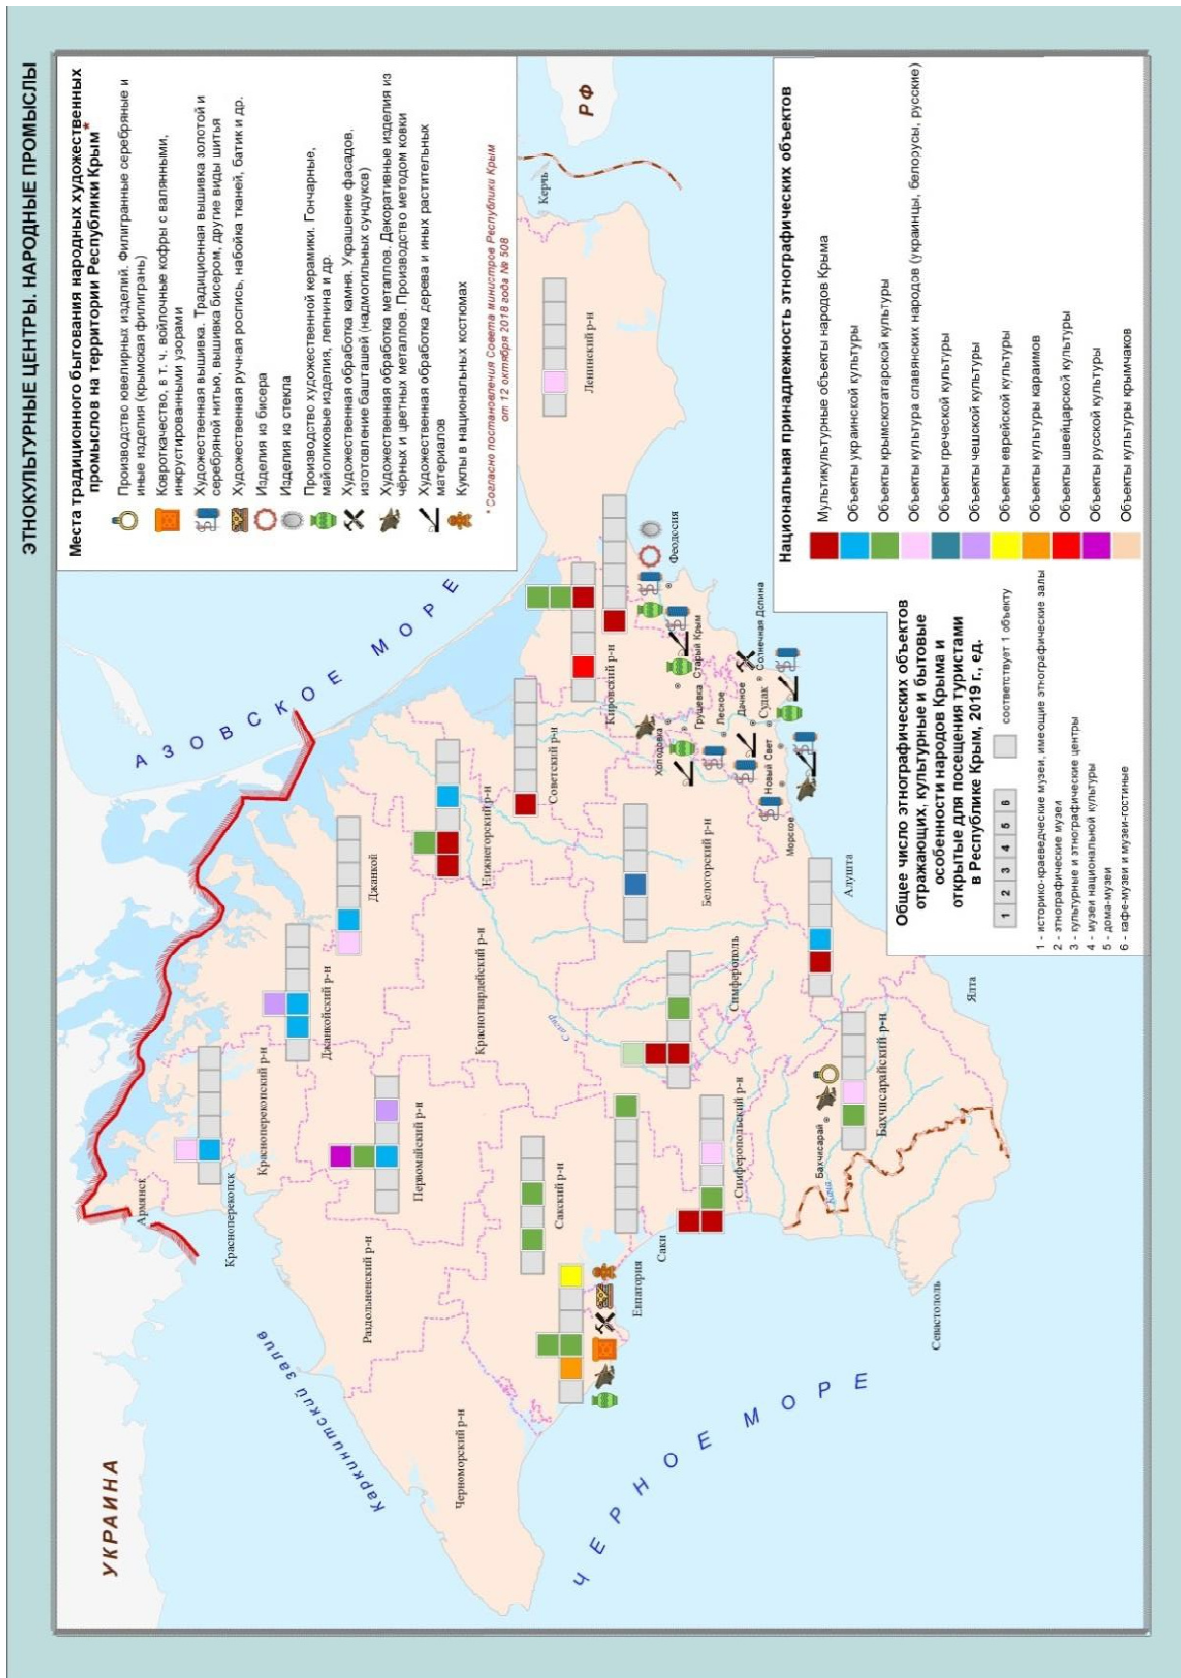 ЭТНОКУЛЬТУРНЫЕ ЦЕНТРЫ. НАРОДНЫЕ ПРОМЫСЛЫ
Места традиционного бытования народных художественных
промыслов на территории Республики Крым*
Производство ювелирных изделий. Филигранные серебряные и
иные изделия (крымская филигрань)
Ковроткачество, в т. ч. войлочные кофры с валянными,
инкрустированными узорами
Художественная вышивка. Традиционная вышивка золотой и
серебряной нитью, вышивка бисером, другие виды шитья
Художественная ручная роспись, набойка тканей, батик и др.
Изделия из бисера
Изделия из стекла
Производство художественной керамики. Гончарные,
майоликовые изделия, лепнина и др.
Художественная обработка камня. Украшение фасадов,
изготовление башташей (надмогильных сундуков)
Художественная обработка металлов. Декоративные изделия из
чёрных и цветных металлов. Производство методом ковки
Художественная обработка дерева и иных растительных
материалов
Куклы в национальных костюмах
* Согласно постановления Совета министров Республики Крым
от 12 октября 2018 года № 508
УКРАИНА
РФ
АЗОВСКОЕ МОРЕ
Каркинитский залив
ЧЕРНОЕ МОРЕ
Армянск
Красноперекопск
Красноперекопский р-н
Джанкойский р-н
Джанкой
Раздольненский р-н
Первомайский р-н
Красногвардейский р-н
Нижнегорский р-н
Советский р-н
Кировский р-н
Ленинский р-н
Керчь
Черноморский р-н
Сакский р-н
Евпатория
Саки
Салгир
Симферополь
Симферопольский р-н
Белогорский р-н
Феодосия
Старый Крым
Холодовка
Грушевка
Лесное
Дачное
Солнечная Долина
Судак
Новый Свет
Морское
Алушта
Бахчисарай
Бахчисарайский р-н
Кача
Севастополь
Ялта
Национальная принадлежность этнографических объектов
Мультикультурные объекты народов Крыма
Объекты украинской культуры
Объекты крымскотатарской культуры
Объекты культура славянских народов (украинцы, белорусы, русские)
Объекты греческой культуры
Объекты чешской культуры
Объекты еврейской культуры
Объекты культуры караимов
Объекты швейцарской культуры
Объекты русской культуры
Объекты культуры крымчаков
Общее число этнографических объектов
отражающих, культурные и бытовые
особенности народов Крыма и
открытые для посещения туристами
в Республике Крым, 2019 г., ед.
1 2 3 4 5 6
соответствует 1 объекту
1 - историко-краеведческие музеи, имеющие этнографические залы
2 - этнографические музеи
3 - культурные и этнографические центры
4 - музеи национальной культуры
5 - дома-музеи
6 - кафе-музеи и музеи-гостиные